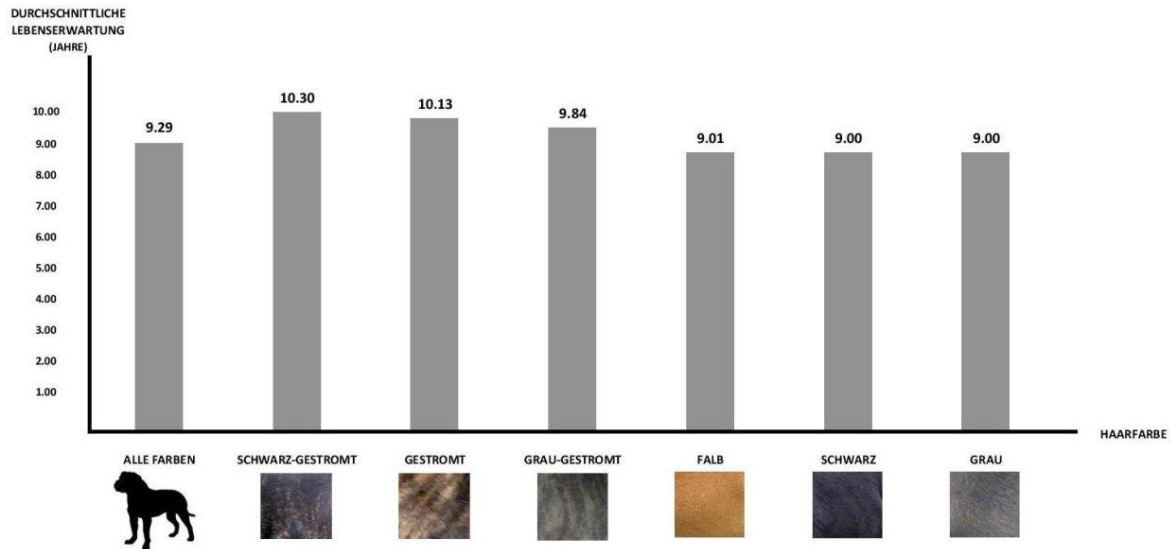 DURCHSCHNITTLICHE
LEBENSERWARTUNG
(JAHRE)
10.00
9.00
8.00
7.00
6.00
5.00
4.00
3.00
2.00
1.00
9.29
10.30
10.13
9.84
9.01
9.00
9.00
HAARFARBE
ALLE FARBEN
SCHWARZ-GESTROMT
GESTROMT
GRAU-GESTROMT
FALB
SCHWARZ
GRAU